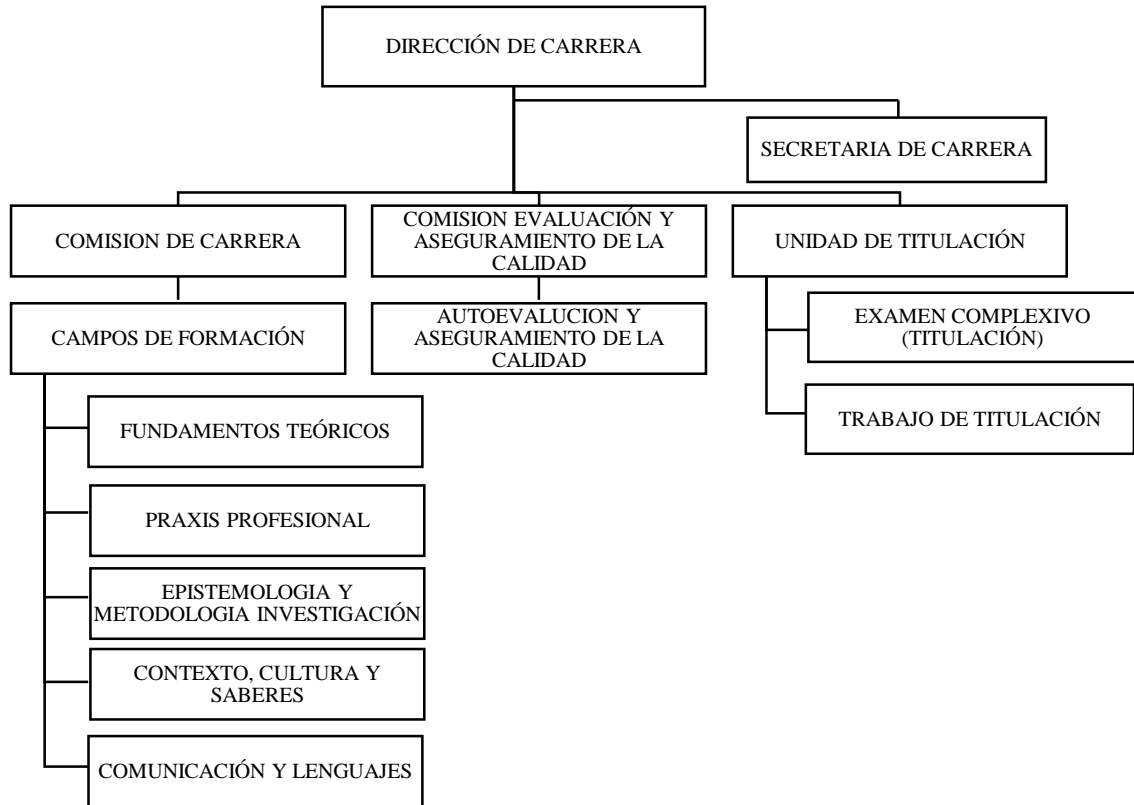 DIRECCIÓN DE CARRERA
SECRETARIA DE CARRERA
COMISION DE CARRERA
COMISION EVALUACIÓN Y
ASEGURAMIENTO DE LA
CALIDAD
UNIDAD DE TITULACIÓN
CAMPOS DE FORMACIÓN
AUTOEVALUCION Y
ASEGURAMIENTO DE LA
CALIDAD
EXAMEN COMPLEXIVO
(TITULACIÓN)
TRABAJO DE TITULACIÓN
FUNDAMENTOS TEÓRICOS
PRAXIS PROFESIONAL
EPISTEMOLOGIA Y
METODOLOGIA INVESTIGACIÓN
CONTEXTO, CULTURA Y
SABERES
COMUNICACIÓN Y LENGUAJES